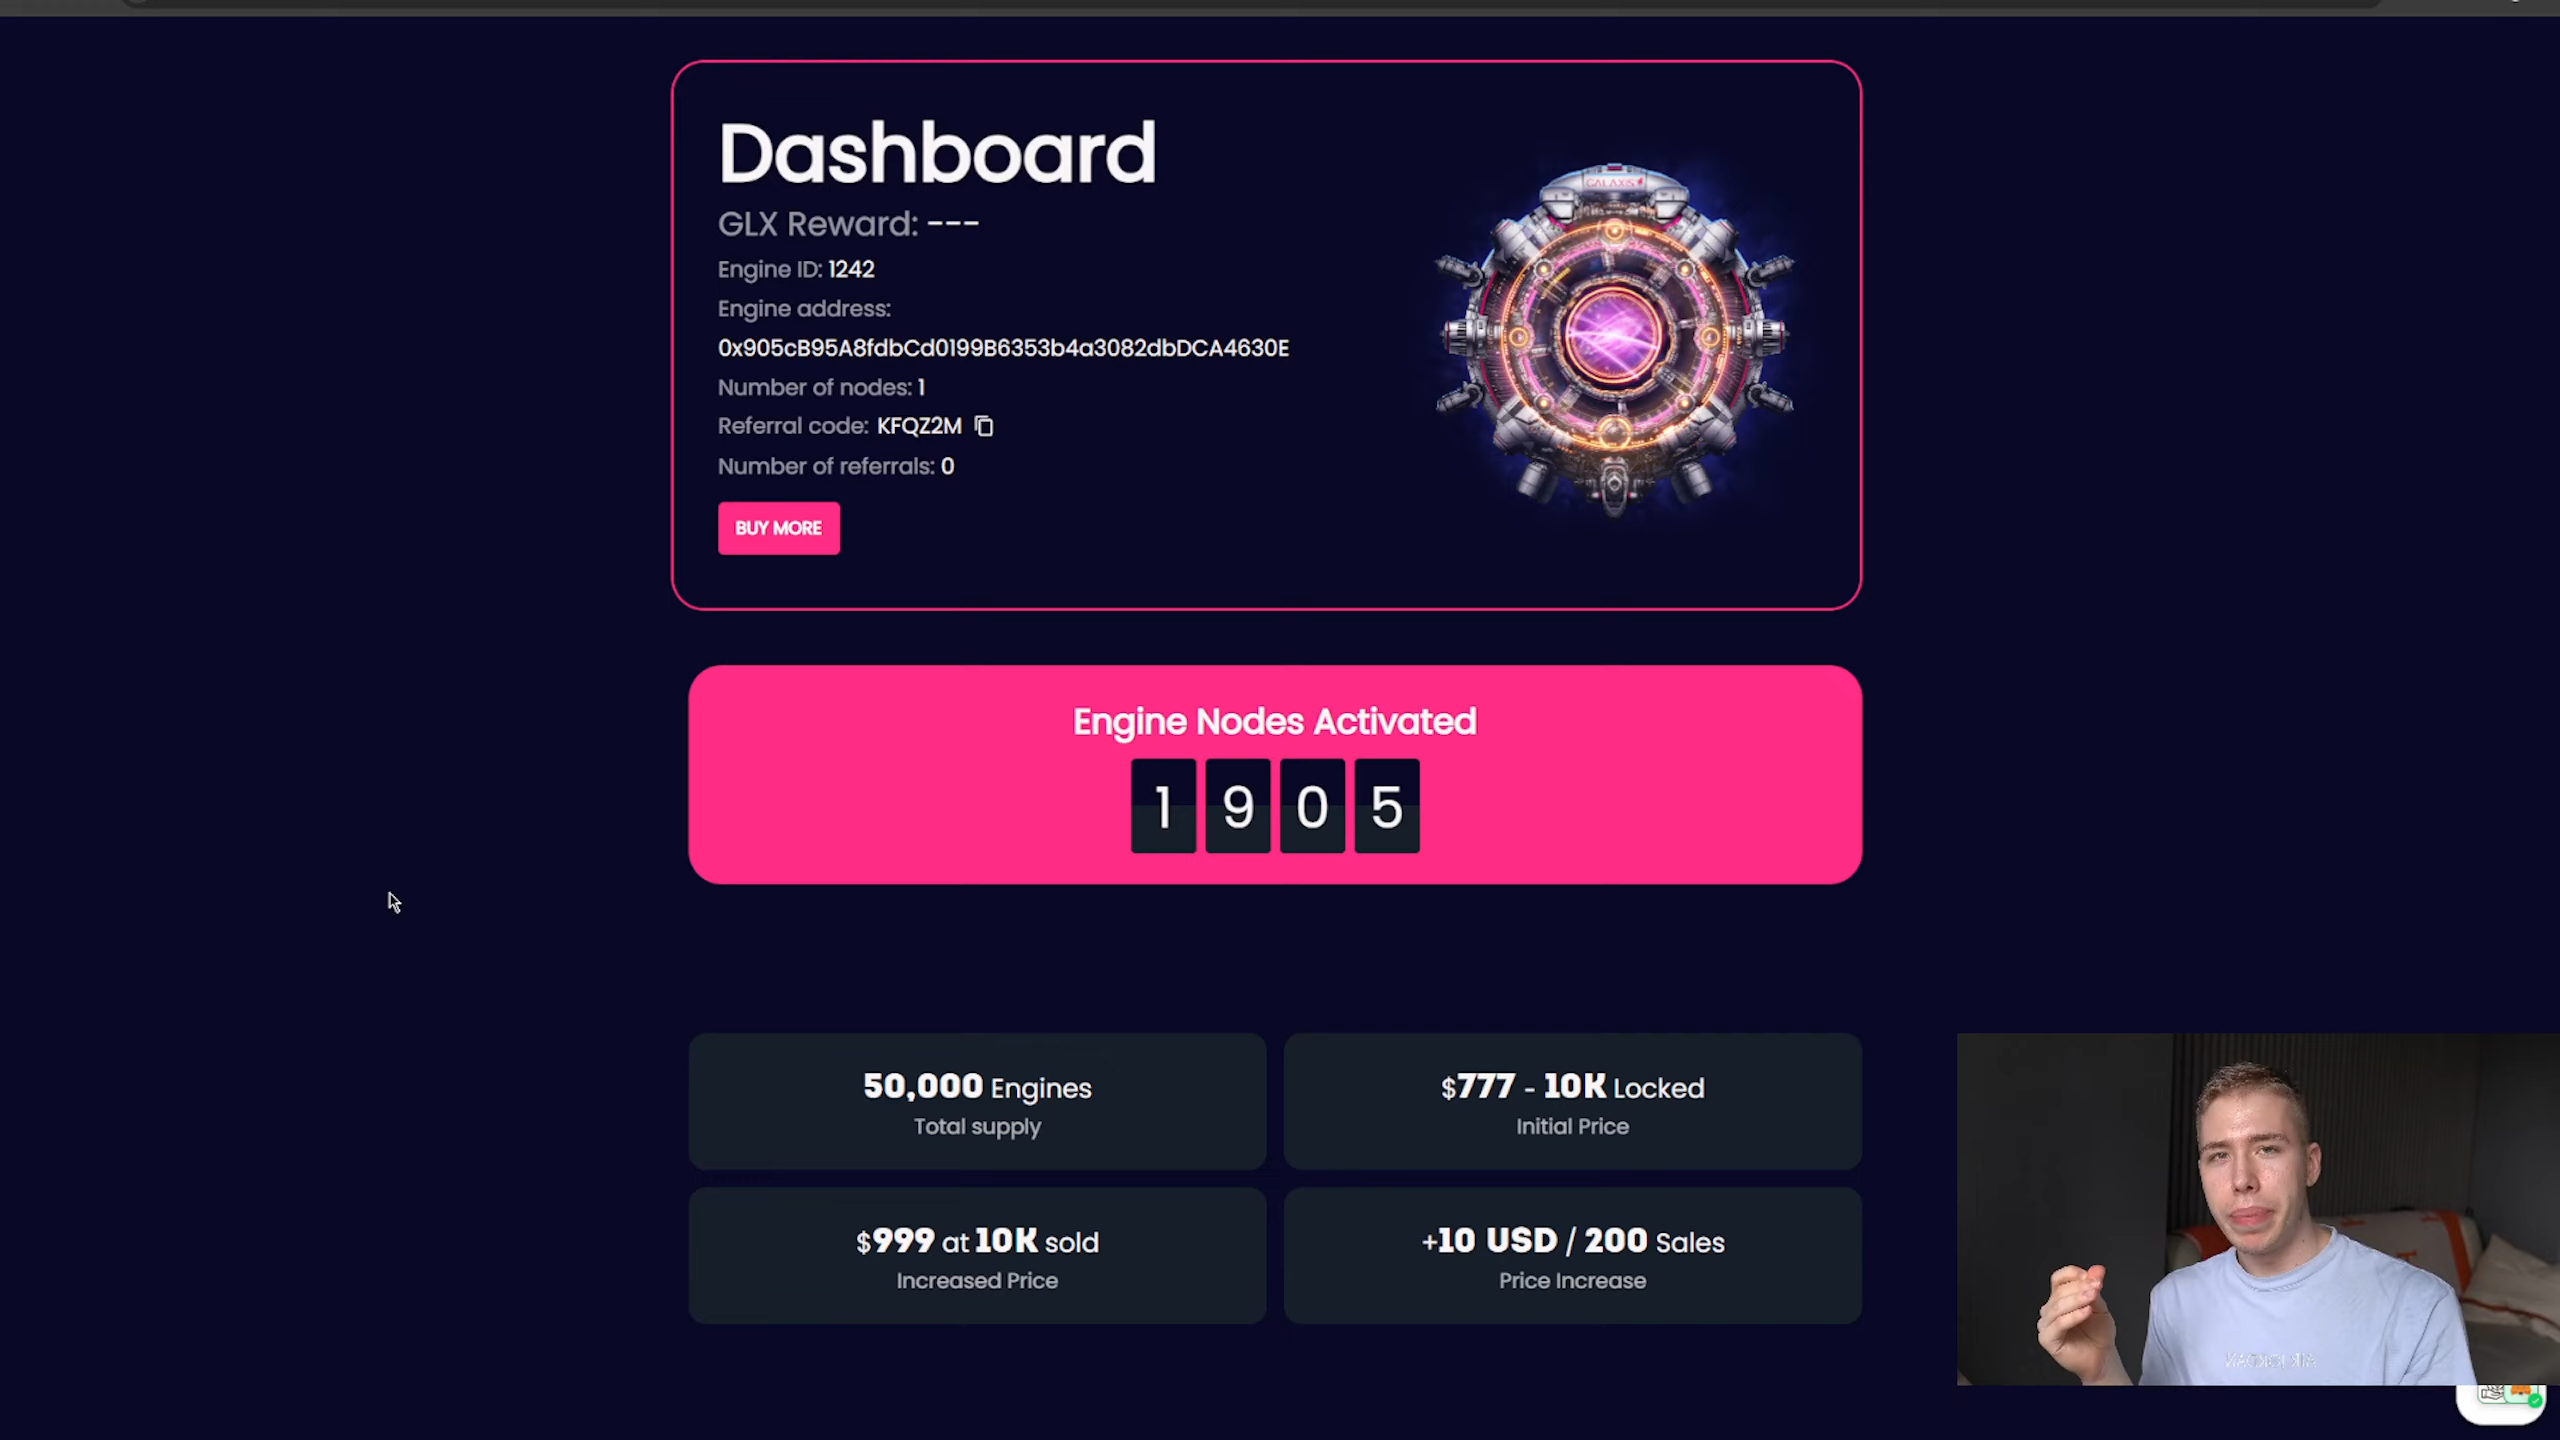 Dashboard
GALAXIS
GLX Reward: ---
Engine ID: 1242
Engine address:
0x905cB95A8fdbCd0199B6353b4a3082dbDCA4630E
Number of nodes: 1
Referral code: KFQZ2M
Number of referrals: 0
BUY MORE
Engine Nodes Activated
1905
50,000 Engines
Total supply
$777 - 10K Locked
Initial Price
$999 at 10K sold
Increased Price
+10 USD / 200 Sales
Price Increase